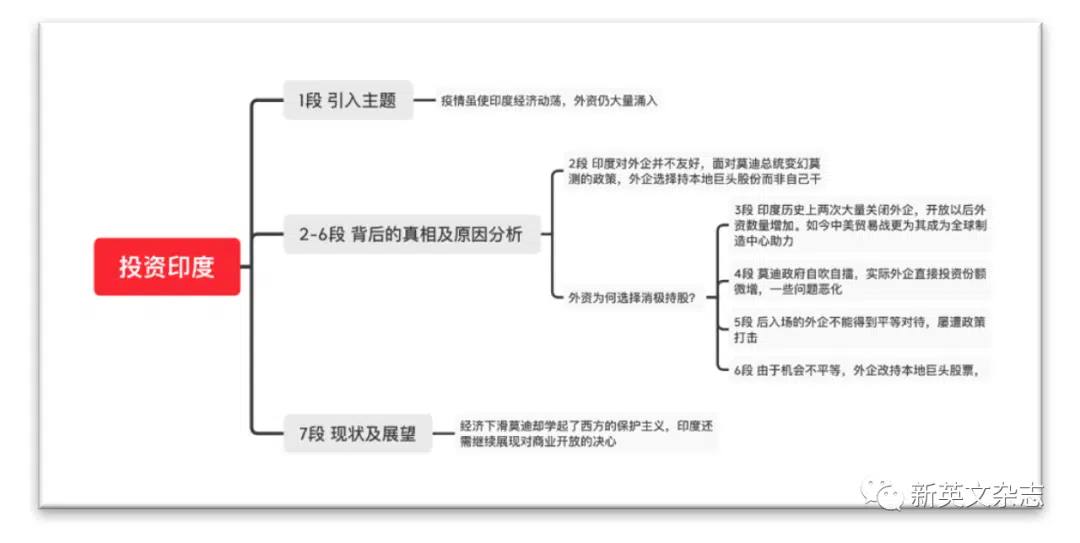 投资印度
1段 引入主题
疫情虽使印度经济动荡，外资仍大量涌入
2-6段 背后的真相及原因分析
2段 印度对外企并不友好，面对莫迪总统变幻莫
测的政策，外企选择持本地巨头股份而非自己干
外资为何选择消极持股？
3段 印度历史上两次大量关闭外企，开放以后外
资数量增加。如今中美贸易战更为其成为全球制
造中心助力
4段 莫迪政府自吹自擂，实际外企直接投资份额
微增，一些问题恶化
5段 后入场的外企不能得到平等对待，屡遭政策
打击
6段 由于机会不平等，外企改持本地巨头股票，
7段 现状及展望
经济下滑莫迪却学起了西方的保护主义，印度还
需继续展现对商业开放的决心
新英文杂志